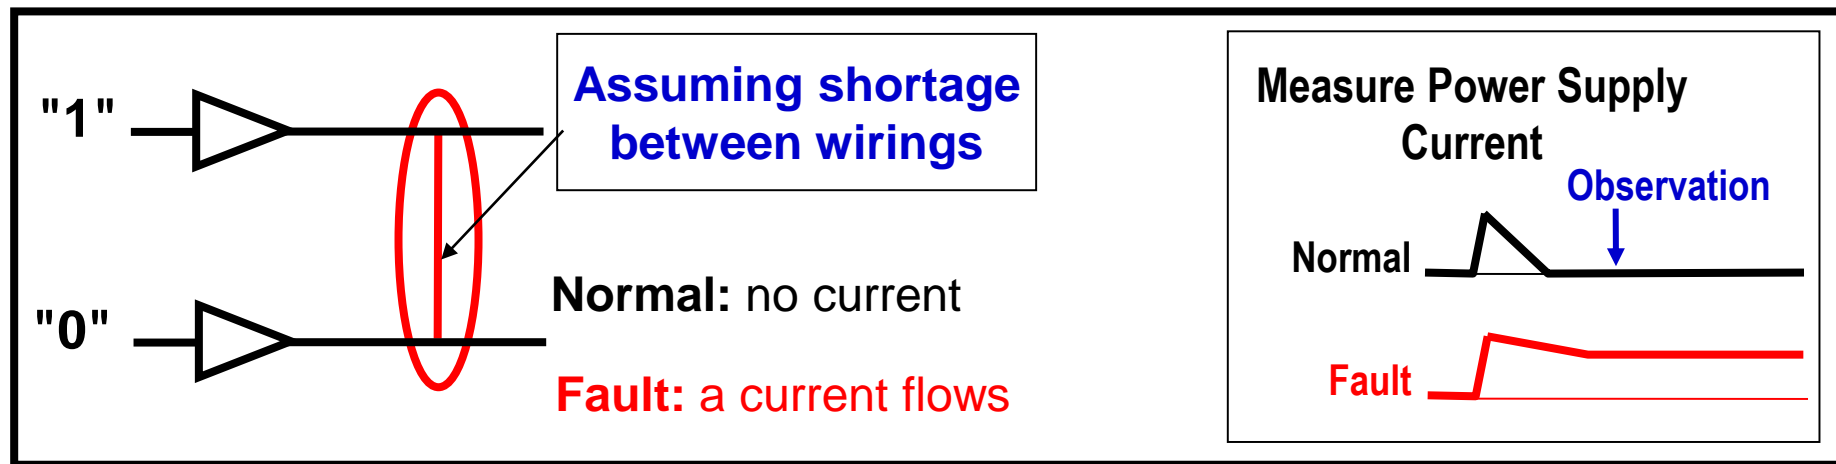 "1"
Assuming shortage
between wirings
"0"
Normal: no current
Fault: a current flows
Measure Power Supply
Current
Observation
Normal
Fault